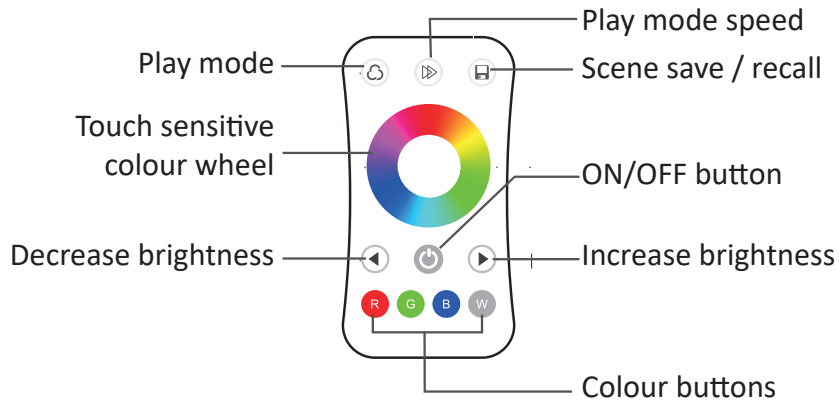 Play mode speed
Play mode
Scene save / recall
Touch sensitive
colour wheel
ON/OFF button
Decrease brightness
Increase brightness
R G B W
Colour buttons